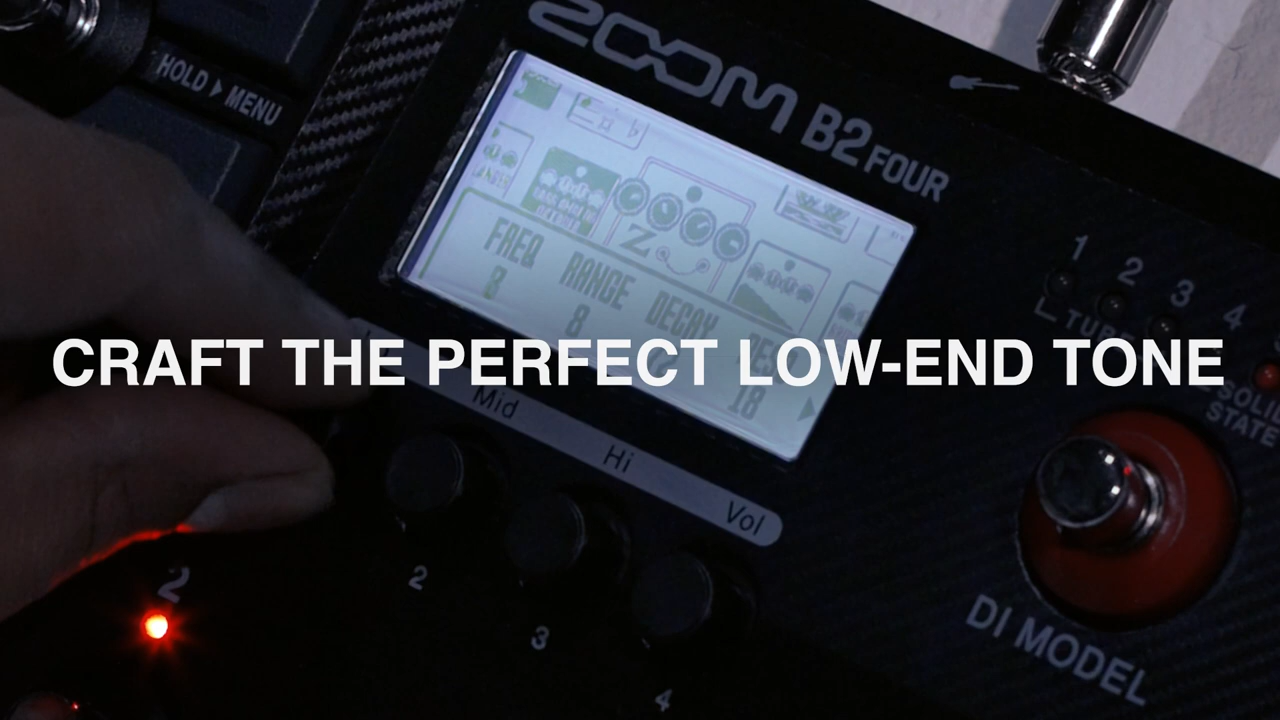 ZOOM B2 FOUR
HOLD ▶ MENU
FREQ RANGE DECAY
8 8 18
1 2 3 4
SOLID
STATE
CRAFT THE PERFECT LOW-END TONE
Mid Hi Vol
2
2 3 4
DI MODEL